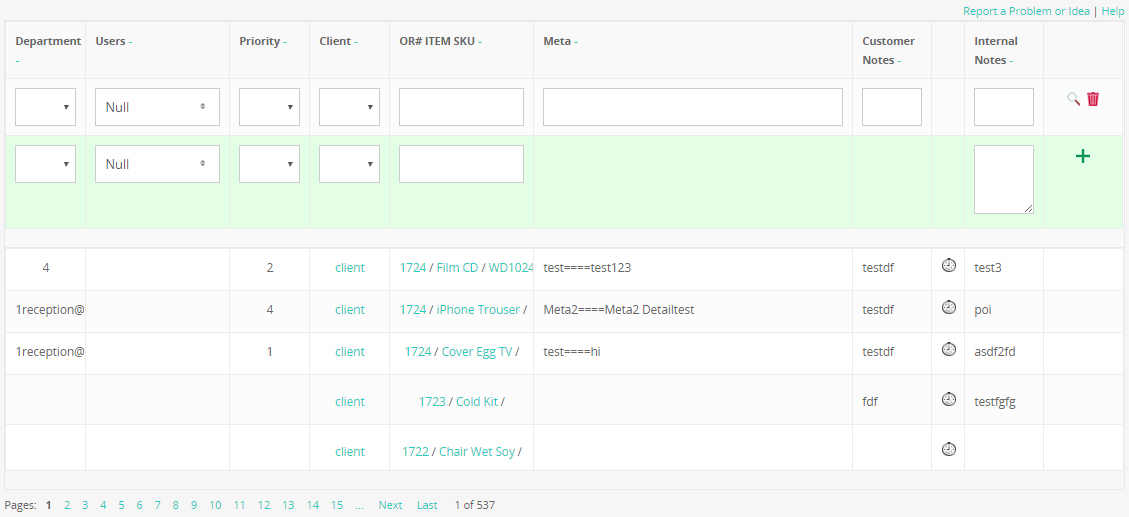 Report a Problem or Idea | Help
Department - Users - Priority - Client - OR# ITEM SKU - Meta - Customer Notes - Internal Notes -
Null
Null
4 2 client 1724 / Film CD / WD1024 test====test123 testdf test3
1reception@ 4 client 1724 / iPhone Trouser / Meta2====Meta2 Detailtest testdf poi
1reception@ 1 client 1724 / Cover Egg TV / test====hi testdf asdf2fd
client 1723 / Cold Kit / fdf testfgfg
client 1722 / Chair Wet Soy /
Pages: 1 2 3 4 5 6 7 8 9 10 11 12 13 14 15 ... Next Last 1 of 537